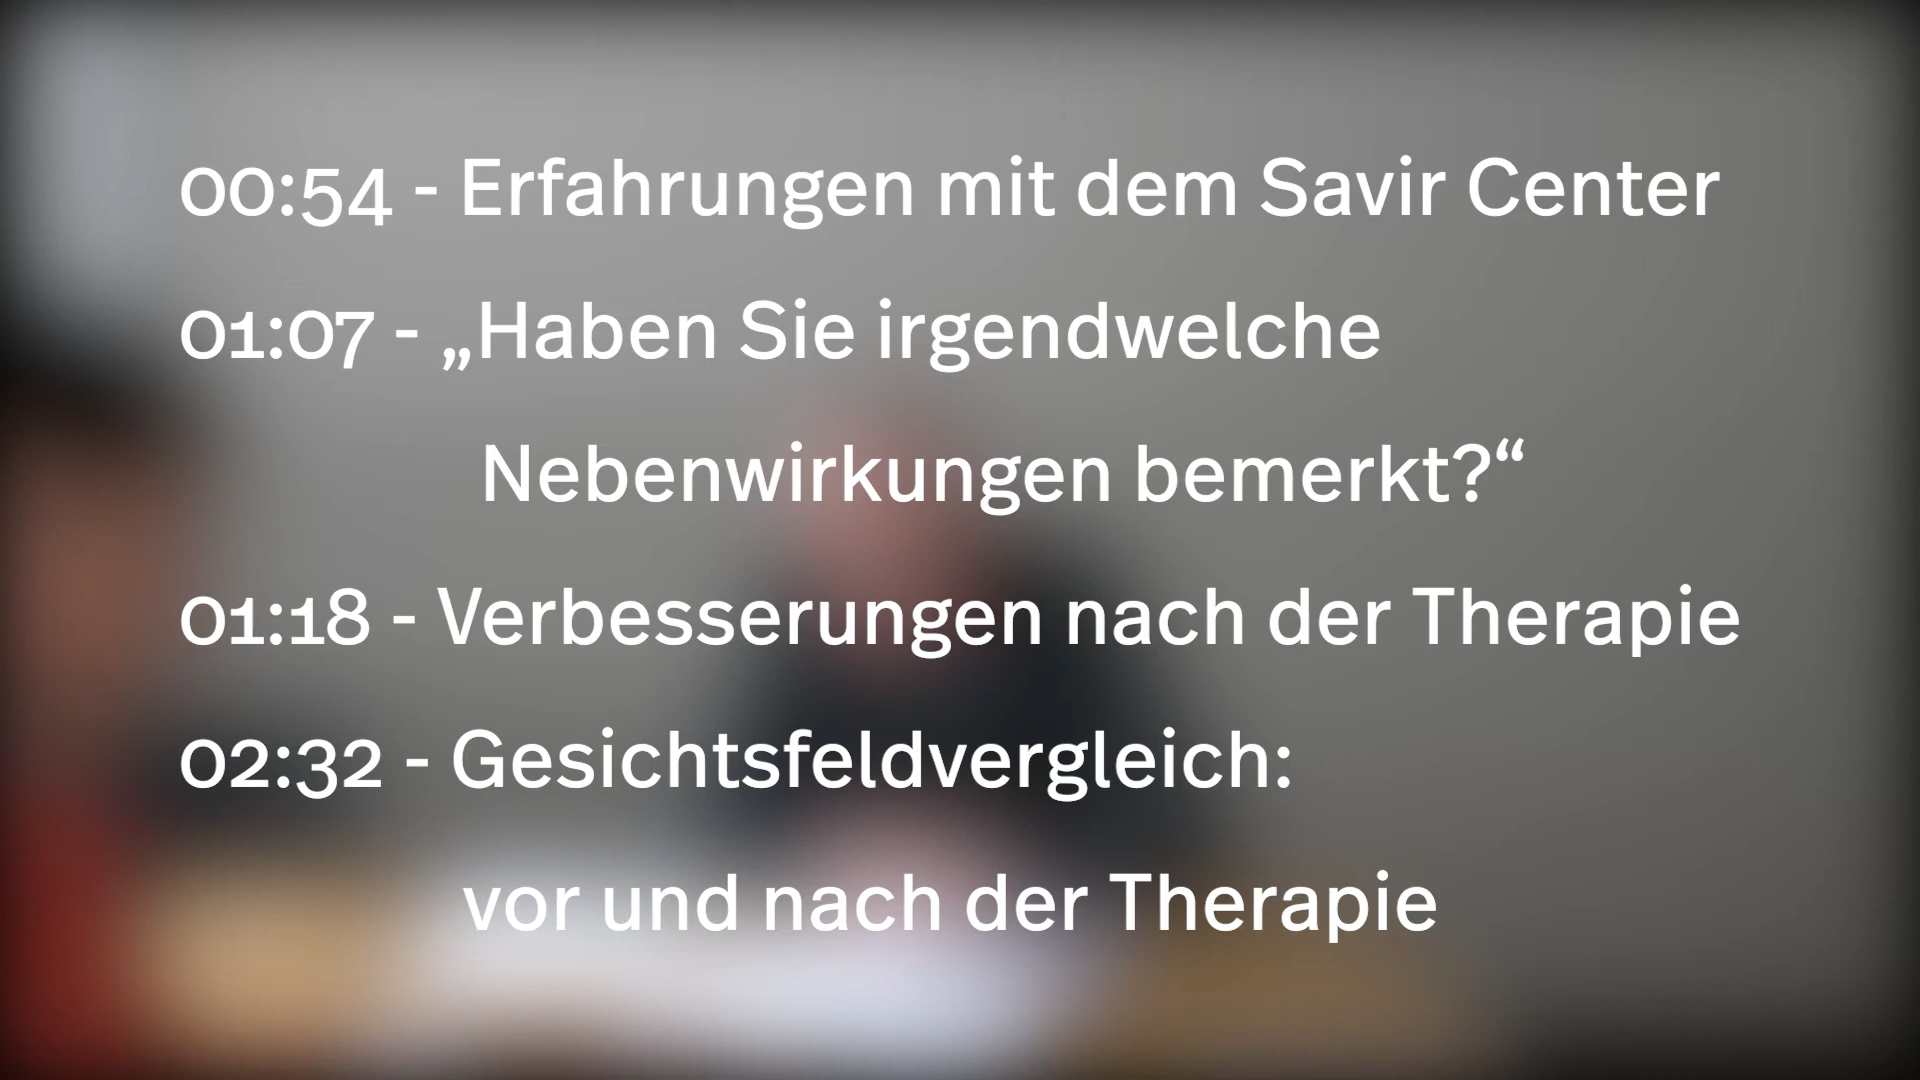 00:54 - Erfahrungen mit dem Savir Center
01:07 - „Haben Sie irgendwelche
Nebenwirkungen bemerkt?“
01:18 - Verbesserungen nach der Therapie
02:32 - Gesichtsfeldvergleich:
vor und nach der Therapie